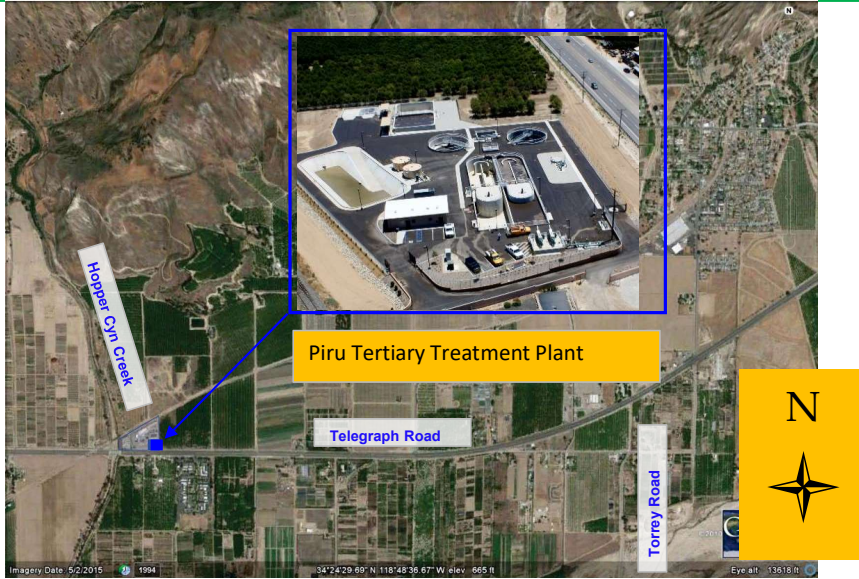 N
Hopper Cyn Creek
Piru Tertiary Treatment Plant
Telegraph Road
N
Torrey Road
Imagery Date: 5/2/2015
1994
34°24'29.69" N 118°48'36.67" W elev 665 ft
Eye alt 13618 ft